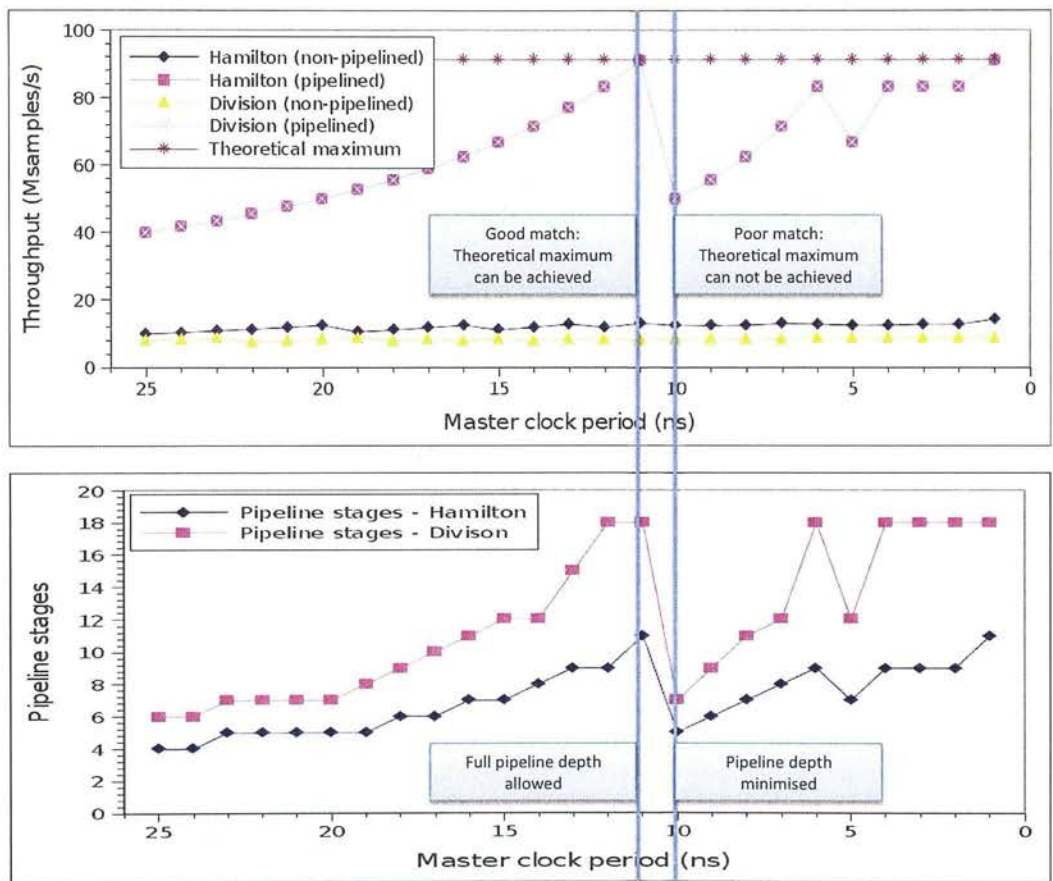 100
80
60
40
20
0
Throughput (Msamples/s)
Hamilton (non-pipelined)
Hamilton (pipelined)
Division (non-pipelined)
Division (pipelined)
Theoretical maximum
Good match:
Theoretical maximum
can be achieved
Poor match:
Theoretical maximum
can not be achieved
25 20 15 10 5 0
Master clock period (ns)
20
18
16
14
12
10
8
6
4
2
0
Pipeline stages
Pipeline stages - Hamilton
Pipeline stages - Divison
Full pipeline depth
allowed
Pipeline depth
minimised
25 20 15 10 5 0
Master clock period (ns)